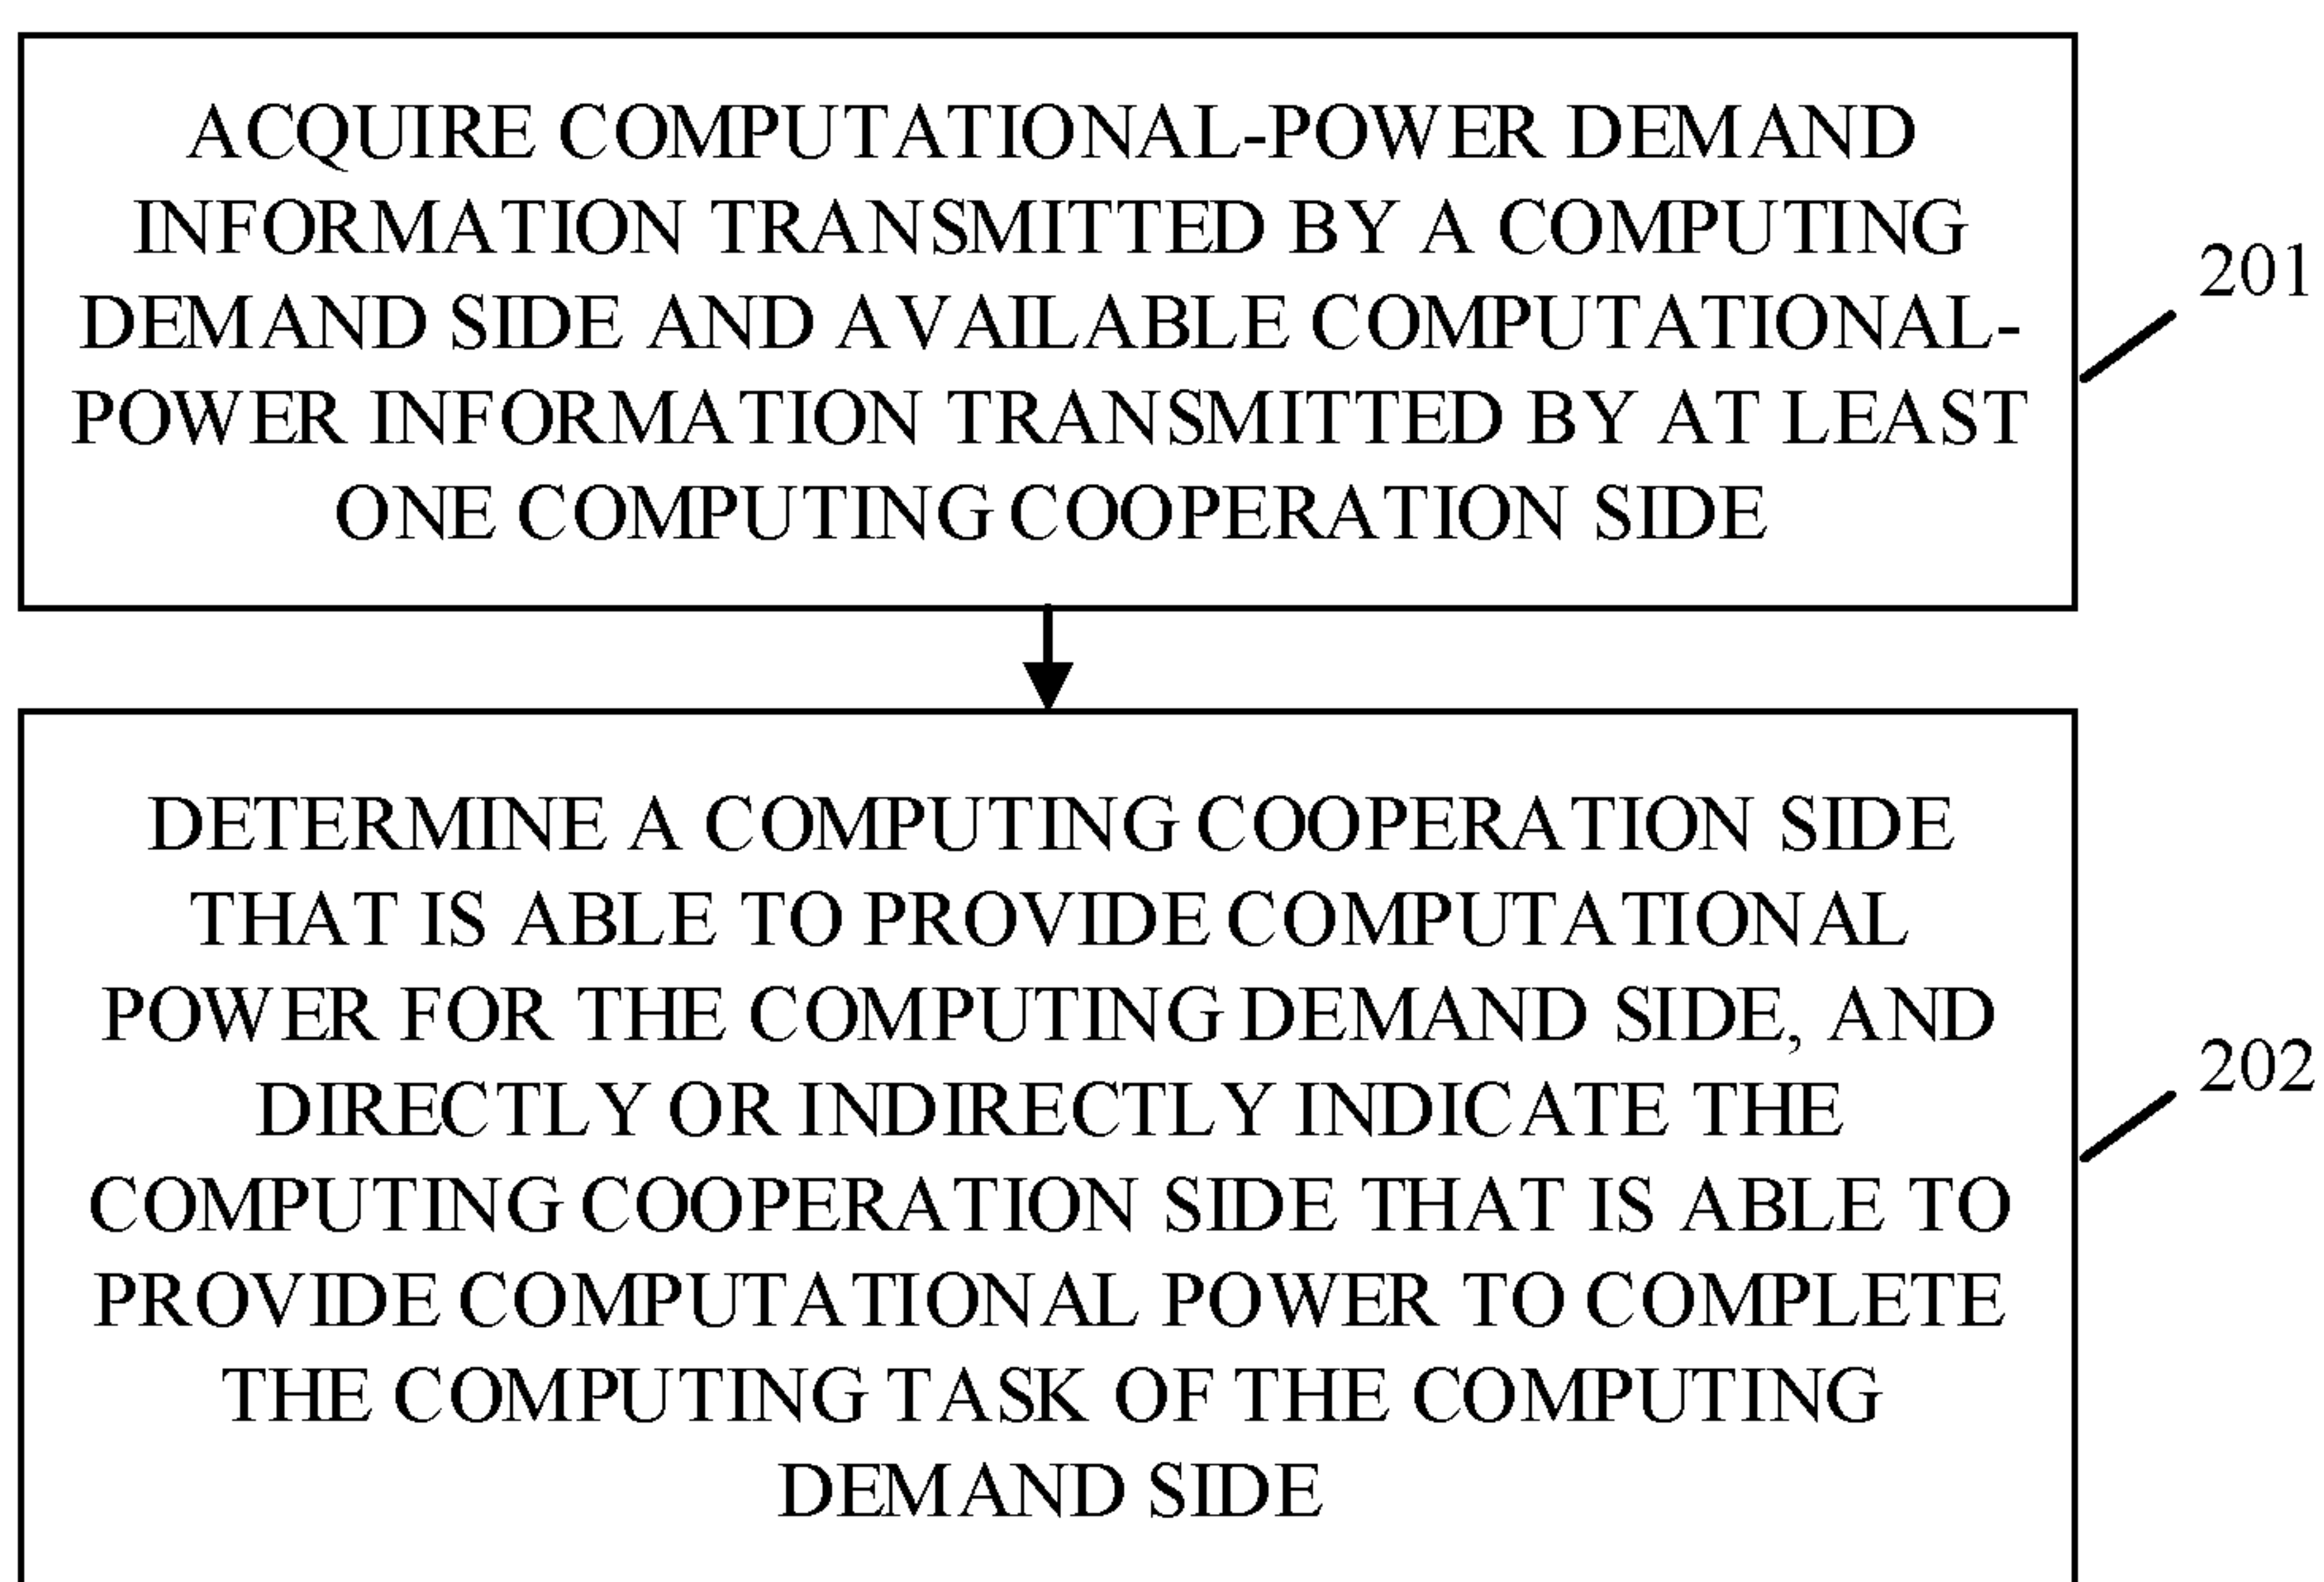 ACQUIRE COMPUTATIONAL-POWER DEMAND
INFORMATION TRANSMITTED BY A COMPUTING
DEMAND SIDE AND AVAILABLE COMPUTATIONAL-
POWER INFORMATION TRANSMITTED BY AT LEAST
ONE COMPUTING COOPERATION SIDE
201
DETERMINE A COMPUTING COOPERATION SIDE
THAT IS ABLE TO PROVIDE COMPUTATIONAL
POWER FOR THE COMPUTING DEMAND SIDE, AND
DIRECTLY OR INDIRECTLY INDICATE THE
COMPUTING COOPERATION SIDE THAT IS ABLE TO
PROVIDE COMPUTATIONAL POWER TO COMPLETE
THE COMPUTING TASK OF THE COMPUTING
DEMAND SIDE
202